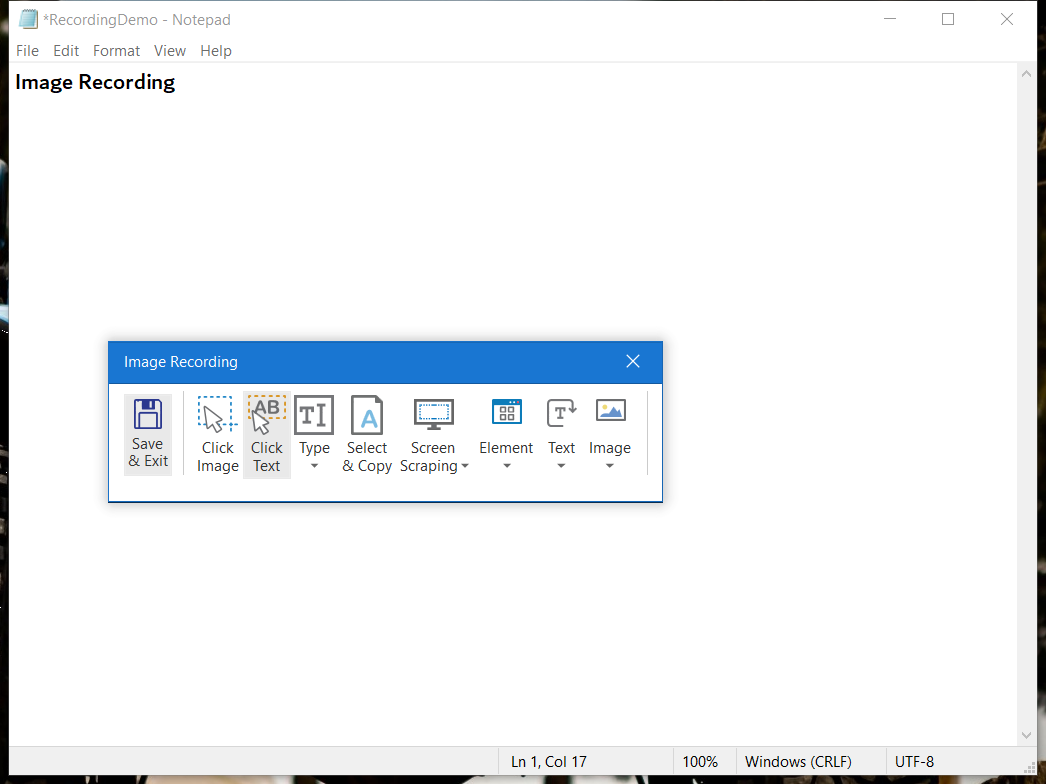 *RecordingDemo - Notepad
File Edit Format View Help
Image Recording
Image Recording
Save & Exit
Click Image
AB
Click Text
TI
Type
A
Select & Copy
Screen Scraping
Element
T
Text
Image
Ln 1, Col 17 100% Windows (CRLF) UTF-8